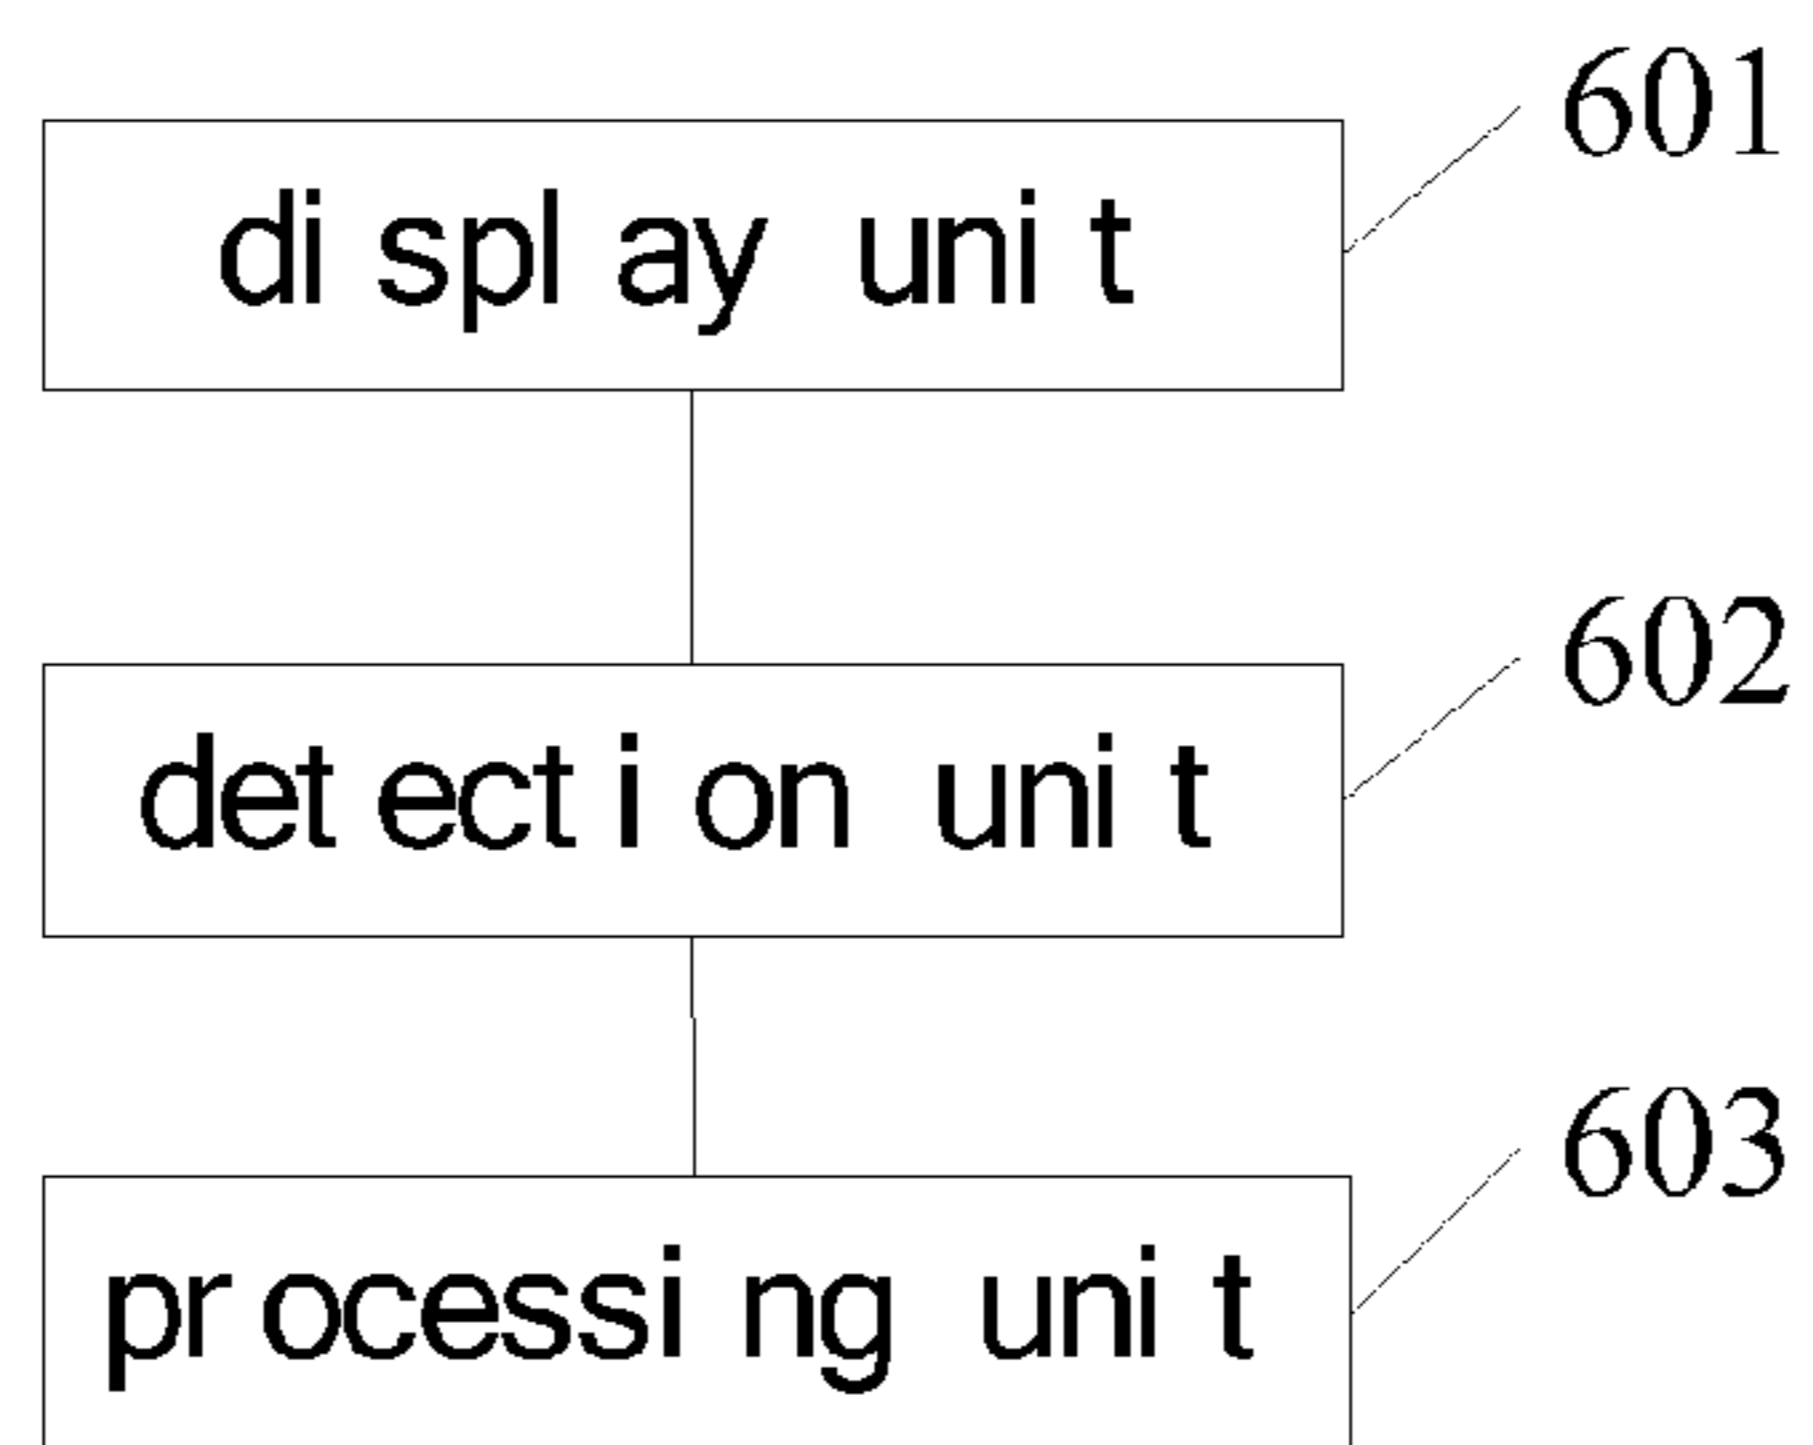 601
display unit
602
detection unit
603
processing unit